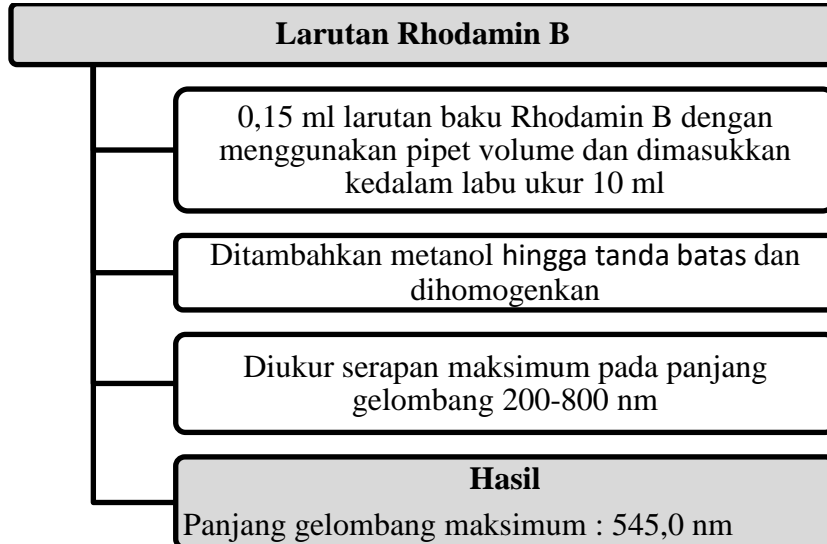 Larutan Rhodamin B
0,15 ml larutan baku Rhodamin B dengan
menggunakan pipet volume dan dimasukkan
kedalam labu ukur 10 ml
Ditambahkan metanol hingga tanda batas dan
dihomogenkan
Diukur serapan maksimum pada panjang
gelombang 200-800 nm
Hasil
Panjang gelombang maksimum : 545,0 nm